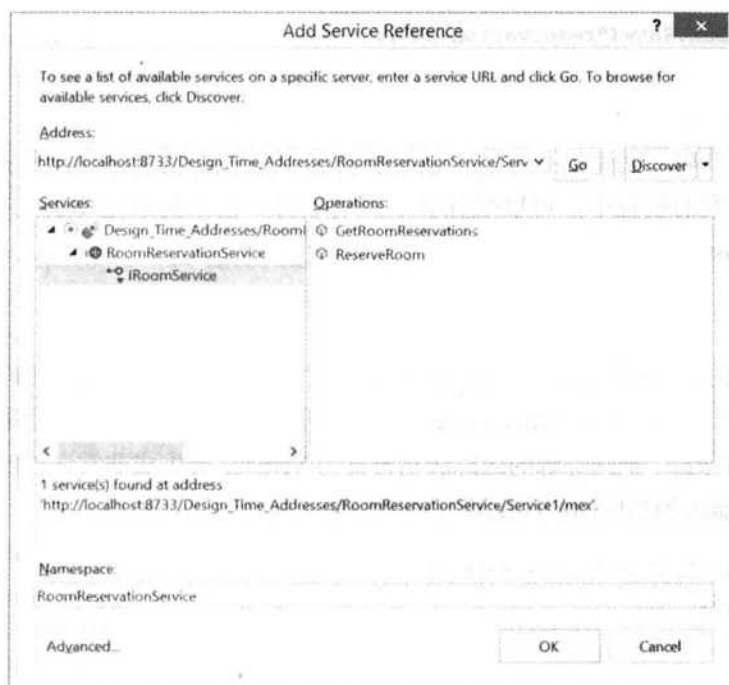 Add Service Reference
?
To see a list of available services on a specific server, enter a service URL and click Go. To browse for
available services, click Discover.
Address:
http://localhost:8733/Design_Time_Addresses/RoomReservationService/Serv
Go
Discover
Services:
Operations:
Design_Time_Addresses/RoomI
GetRoomReservations
RoomReservationService
ReserveRoom
IRoomService
1 service(s) found at address
'http://localhost:8733/Design_Time_Addresses/RoomReservationService/Service1/mex'.
Namespace:
RoomReservationService
Advanced...
OK
Cancel